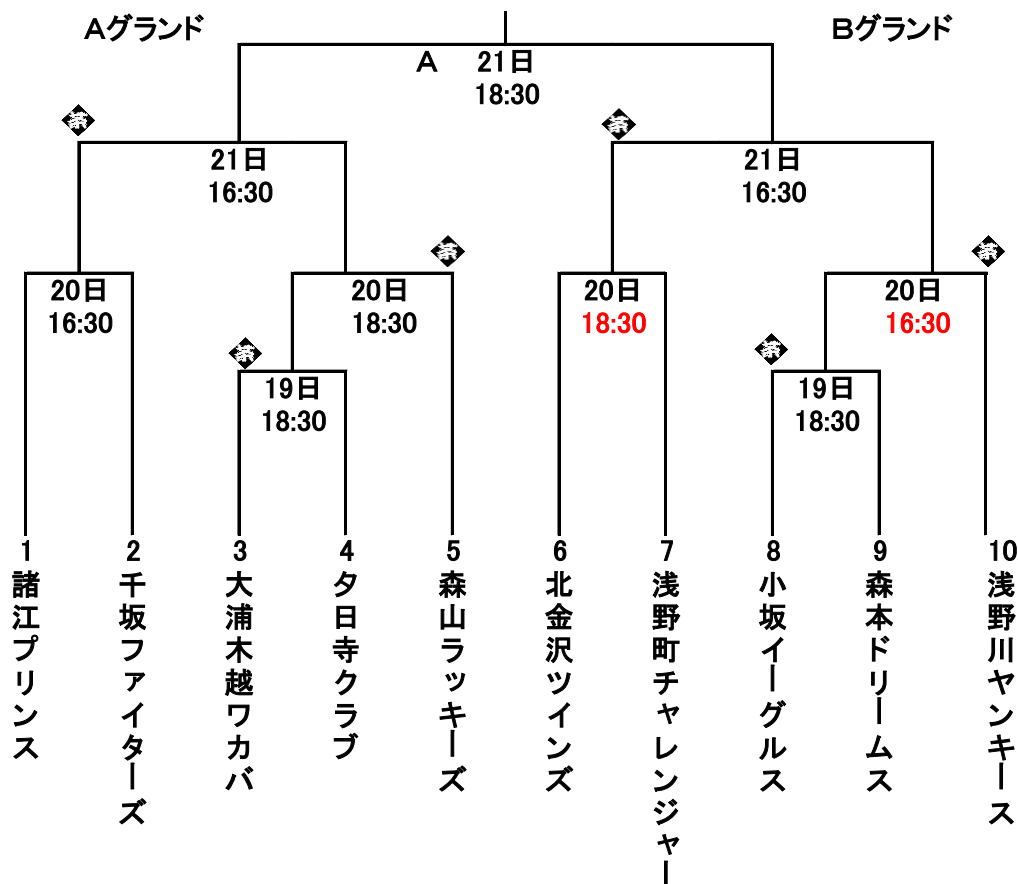 Aグランド
Bグランド
A 21日
18:30
茶
茶
21日
16:30
21日
16:30
茶
茶
20日
16:30
20日
18:30
20日
18:30
20日
16:30
茶
茶
19日
18:30
19日
18:30
1
諸江プリンス
2
千坂ファイターズ
3
大浦木越ワカバ
4
夕日寺クラブ
5
森山ラッキーズ
6
北金沢ツインズ
7
浅野町チャレンジャー
8
小坂イーグルス
9
森本ドリームス
10
浅野川ヤンキース